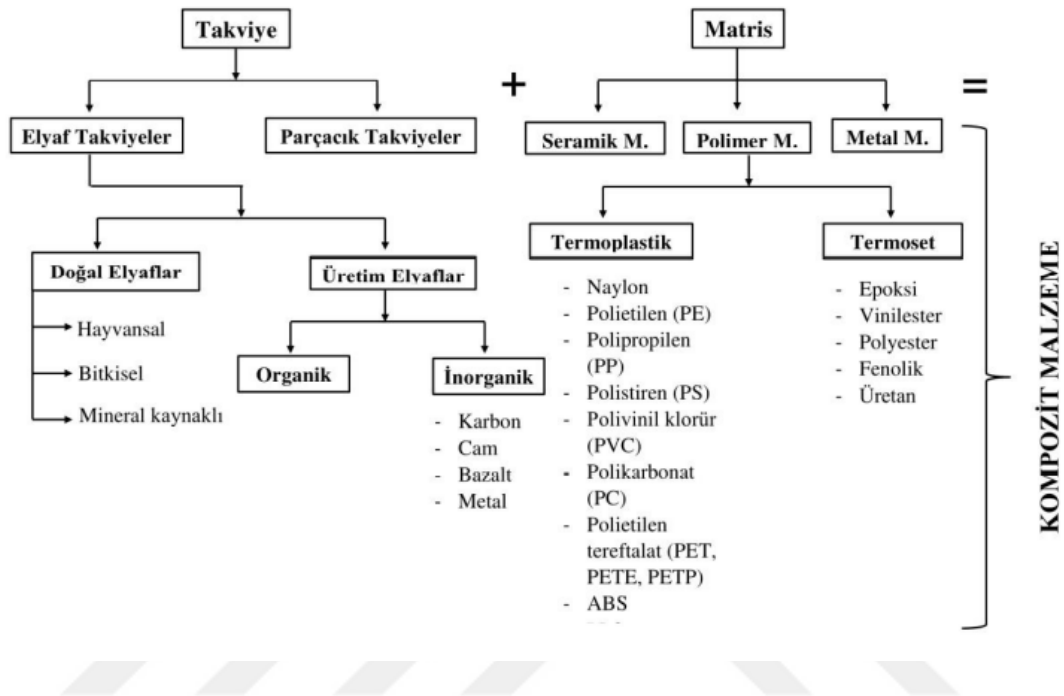 Takviye
+
Matris
=
Elyaf Takviyeler
Parçacık Takviyeler
Seramik M.
Polimer M.
Metal M.
Doğal Elyaflar
Üretim Elyaflar
Hayvansal
Bitkisel
Mineral kaynaklı
Organik
İnorganik
- Karbon
- Cam
- Bazalt
- Metal
Termoplastik
- Naylon
- Polietilen (PE)
- Polipropilen
(PP)
- Polistiren (PS)
- Polivinil klorür
(PVC)
- Polikarbonat
(PC)
- Polietilen
tereftalat (PET,
PETE, PETP)
- ABS
Termoset
- Epoksi
- Vinilester
- Polyester
- Fenolik
- Üretan
KOMPOZİT MALZEME